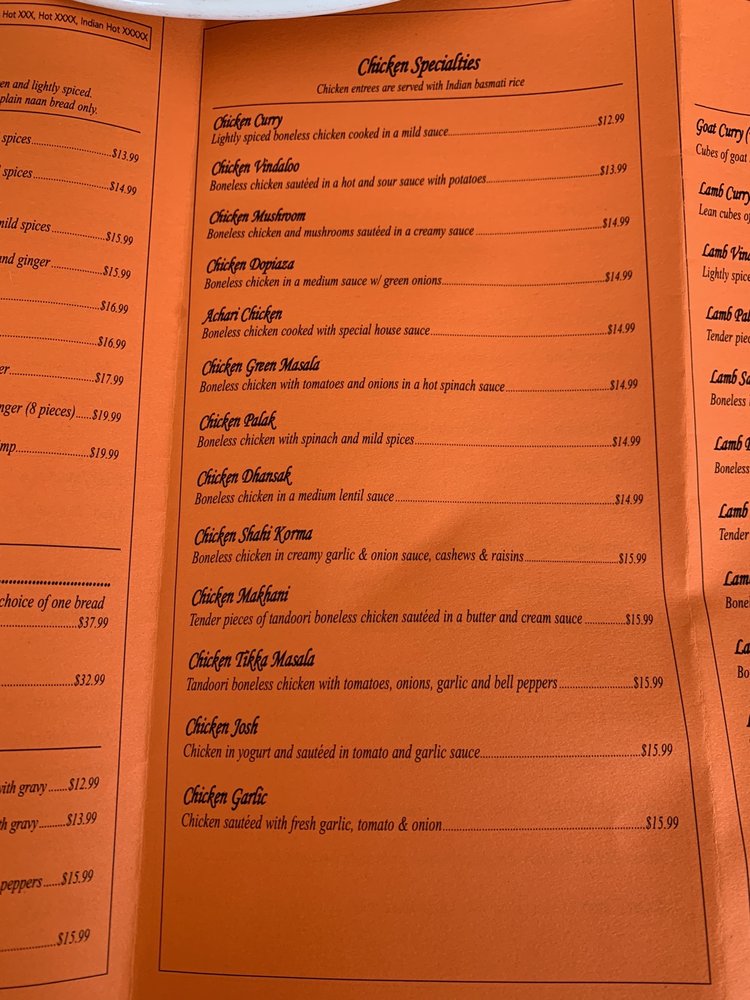 Hot XXX, Hot XXXX, Indian Hot XXXXX
en and lightly spiced.
plain naan bread only.
spices $13.99
spices $14.99
mild spices $15.99
and ginger $15.99
$16.99
$16.99
er $17.99
nger (8 pieces) $19.99
mp $19.99
choice of one bread
$37.99
$32.99
with gravy $12.99
th gravy $13.99
peppers $15.99
$15.99
Chicken Specialties
Chicken entrees are served with Indian basmati rice
Chicken Curry
Lightly spiced boneless chicken cooked in a mild sauce $12.99
Chicken Vindaloo
Boneless chicken sautéed in a hot and sour sauce with potatoes $13.99
Chicken Mushroom
Boneless chicken and mushrooms sautéed in a creamy sauce $14.99
Chicken Dopiaza
Boneless chicken in a medium sauce w/ green onions $14.99
Achari Chicken
Boneless chicken cooked with special house sauce $14.99
Chicken Green Masala
Boneless chicken with tomatoes and onions in a hot spinach sauce $14.99
Chicken Palak
Boneless chicken with spinach and mild spices $14.99
Chicken Dhansak
Boneless chicken in a medium lentil sauce $14.99
Chicken Shahi Korma
Boneless chicken in creamy garlic & onion sauce, cashews & raisins $15.99
Chicken Makhani
Tender pieces of tandoori boneless chicken sautéed in a butter and cream sauce $15.99
Chicken Tikka Masala
Tandoori boneless chicken with tomatoes, onions, garlic and bell peppers $15.99
Chicken Josh
Chicken in yogurt and sautéed in tomato and garlic sauce $15.99
Chicken Garlic
Chicken sautéed with fresh garlic, tomato & onion $15.99
Goat Curry (
Cubes of goat
Lamb Curry
Lean cubes of
Lamb Vind
Lightly spice
Lamb Pal
Tender piec
Lamb Sa
Boneless
Lamb
Boneless
Lamb
Tender
Lam
Bone
La
Bo